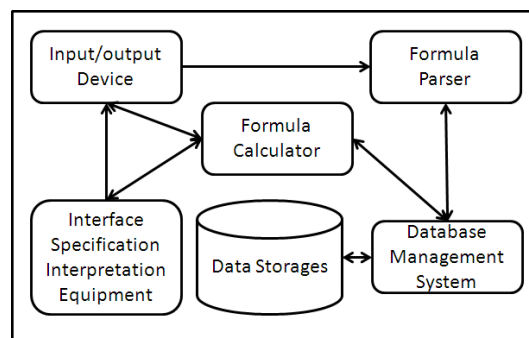 Input/output
Device
Formula
Parser
Formula
Calculator
Interface
Specification
Interpretation
Equipment
Data Storages
Database
Management
System